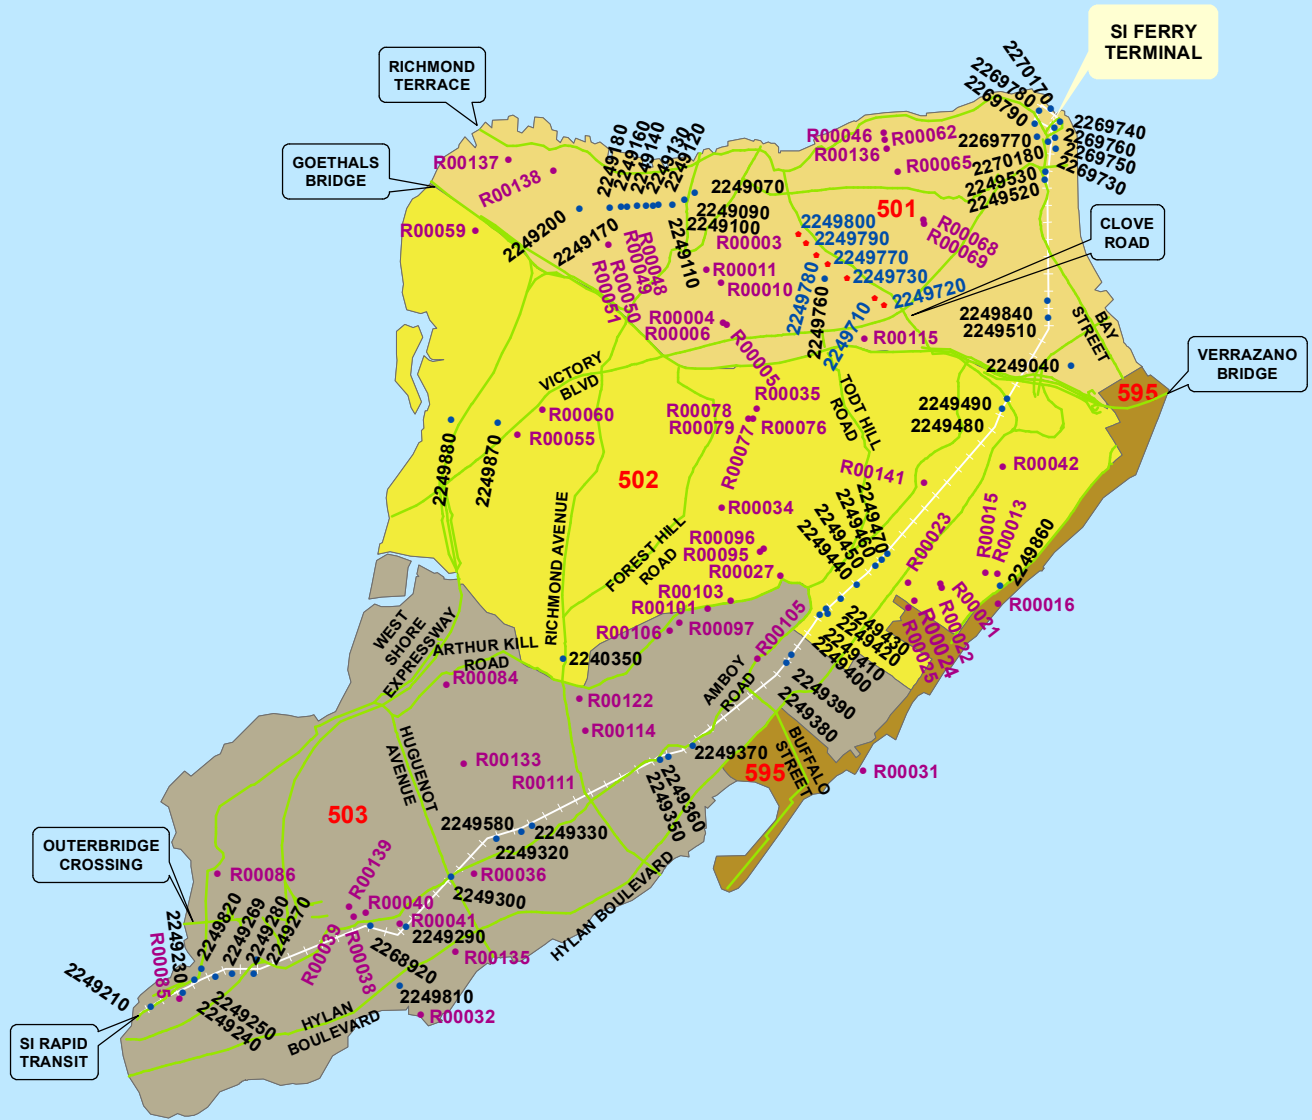 SI FERRY
TERMINAL
RICHMOND
TERRACE
GOETHALS
BRIDGE
CLOVE
ROAD
VERRAZANO
BRIDGE
OUTERBRIDGE
CROSSING
SI RAPID
TRANSIT
2270170
2269780
2269790
2269770
2270180
2249530
2249520
2269740
2269760
2269750
2269730
R00046
R00062
R00136
R00065
R00137
R00138
R00059
2249180
2249160
2249140
2249130
2249120
2249200
2249170
2249070
2249090
2249100
2249110
R00003
R00011
R00010
R00048
R00049
R00050
R00051
R00004
R00006
R00005
501
R00068
R00069
2249800
2249790
2249770
2249730
2249720
2249780
2249760
2249710
R00115
2249840
2249510
2249040
BAY
STREET
595
VICTORY
BLVD
TODT HILL
ROAD
R00060
R00055
2249880
2249870
502
R00035
R00078
R00079
R00076
R00077
R00034
R00141
2249490
2249480
R00042
R00015
R00013
2249860
R00016
R00023
R00021
R00022
R00024
R00025
RICHMOND AVENUE
FOREST HILL
ROAD
R00096
R00095
R00027
R00103
R00101
R00106
R00097
R00105
2249470
2249460
2249450
2249440
2249430
2249420
2249410
2249400
2249390
2249380
WEST
SHORE
EXPRESSWAY
ARTHUR KILL
ROAD
R00084
2240350
R00122
R00114
AMBOY
ROAD
2249370
2249360
2249350
BUFFALO
STREET
595
R00031
HUGUENOT
AVENUE
R00133
R00111
503
2249580
2249330
2249320
R00036
2249300
R00086
R00139
R00040
R00041
2249290
R00039
R00038
2268920
R00135
2249810
R00032
HYLAN BOULEVARD
HYLAN
BOULEVARD
2249820
2249269
2249280
2249270
2249230
R00085
2249210
2249250
2249240